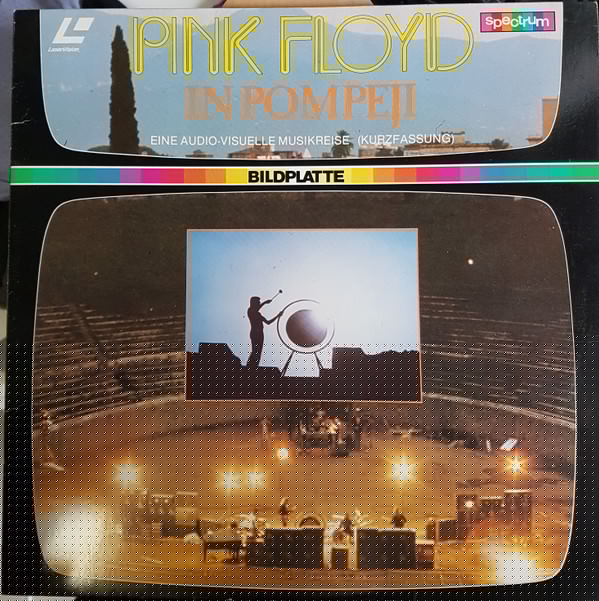 LaserVision
PINK FLOYD
spectrum
IN POMPEJI
EINE AUDIO-VISUELLE MUSIKREISE (KURZFASSUNG)
BILDPLATTE